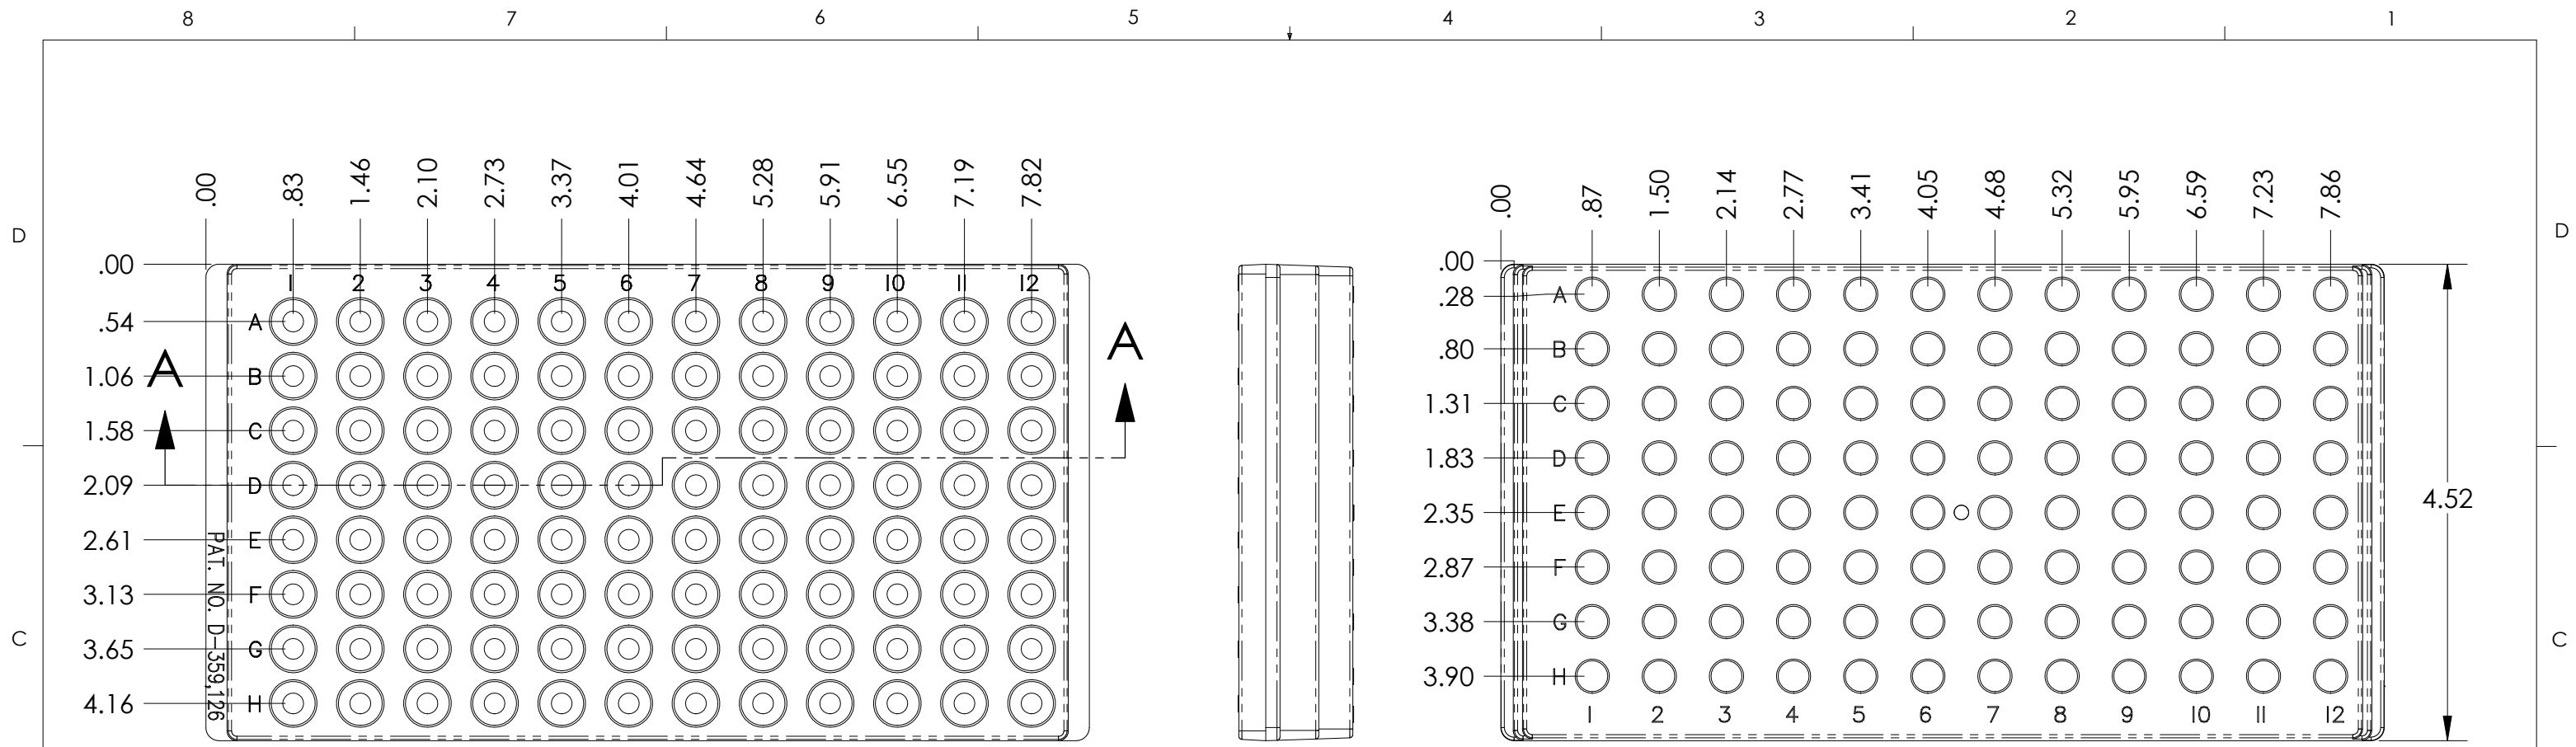 8 7 6 5 4 3 2 1
D D
C C
.00 .83 1.46 2.10 2.73 3.37 4.01 4.64 5.28 5.91 6.55 7.19 7.82
.00
1 2 3 4 5 6 7 8 9 10 11 12
.54 A
1.06 B
1.58 C
2.09 D
2.61 E
3.13 F
3.65 G
4.16 H
A A
PAT. NO. D-359,126
.00 .87 1.50 2.14 2.77 3.41 4.05 4.68 5.32 5.95 6.59 7.23 7.86
.00
.28 A
.80 B
1.31 C
1.83 D
2.35 E
2.87 F
3.38 G
3.90 H
1 2 3 4 5 6 7 8 9 10 11 12
4.52